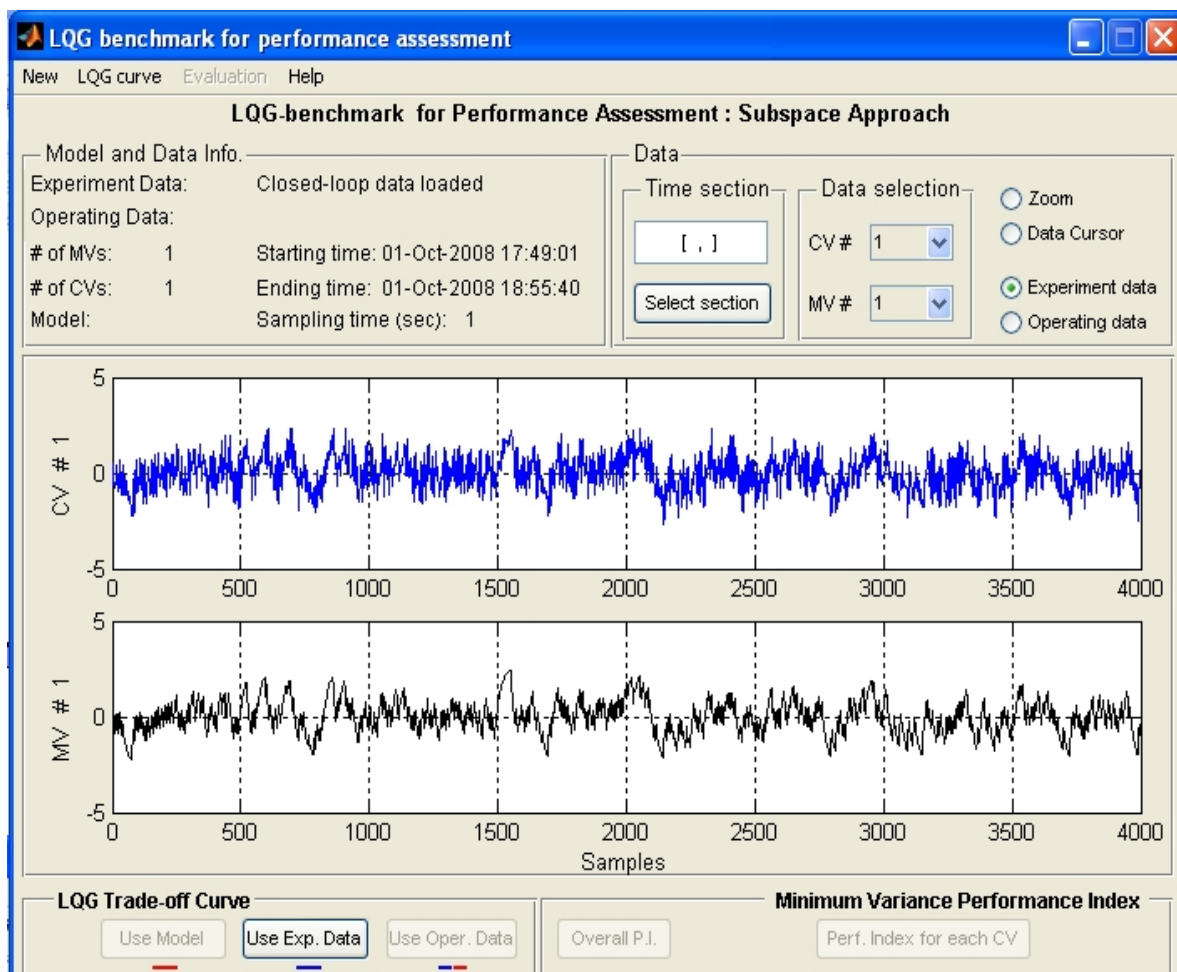 LQG benchmark for performance assessment
New LQG curve Evaluation Help
LQG-benchmark for Performance Assessment : Subspace Approach
Model and Data Info.
Experiment Data: Closed-loop data loaded
Operating Data:
# of MVs: 1 Starting time: 01-Oct-2008 17:49:01
# of CVs: 1 Ending time: 01-Oct-2008 18:55:40
Model: Sampling time (sec): 1
Data
Time section
[ , ]
Select section
Data selection
CV # 1
MV # 1
Zoom
Data Cursor
Experiment data
Operating data
CV # 1
5
0
-5
0 500 1000 1500 2000 2500 3000 3500 4000
MV # 1
5
0
-5
0 500 1000 1500 2000 2500 3000 3500 4000
Samples
LQG Trade-off Curve
Use Model Use Exp. Data Use Oper. Data
Minimum Variance Performance Index
Overall P.I. Perf. Index for each CV